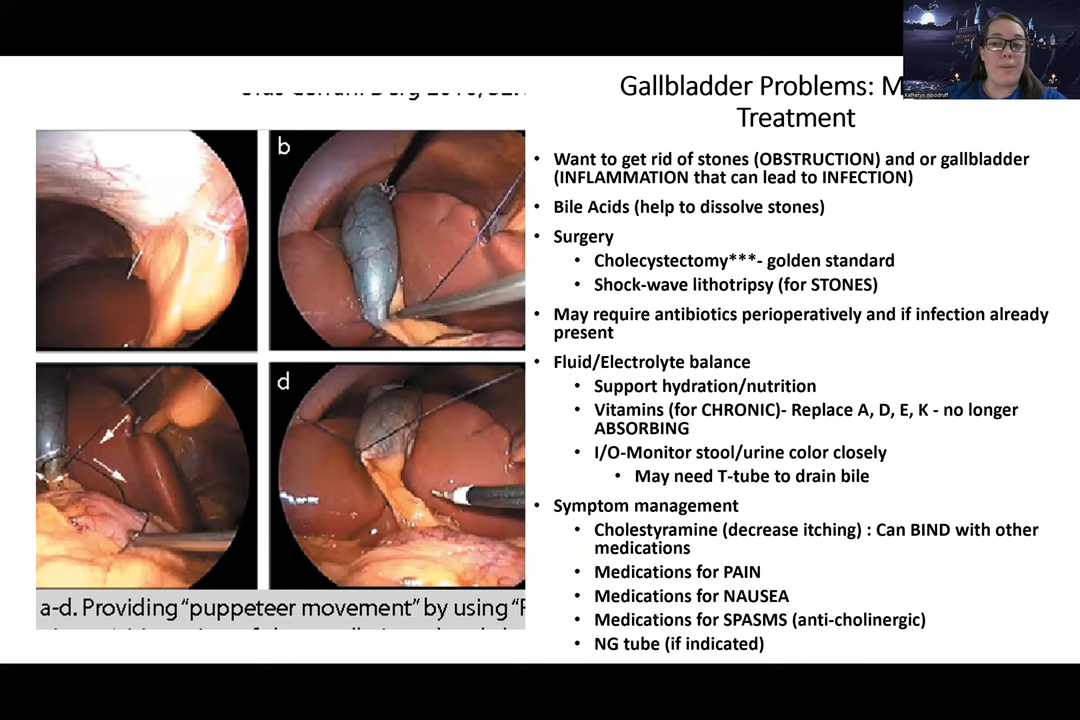 Gallbladder Problems: M
Treatment
• Want to get rid of stones (OBSTRUCTION) and or gallbladder
(INFLAMMATION that can lead to INFECTION)
• Bile Acids (help to dissolve stones)
• Surgery
• Cholecystectomy***- golden standard
• Shock-wave lithotripsy (for STONES)
• May require antibiotics perioperatively and if infection already
present
• Fluid/Electrolyte balance
• Support hydration/nutrition
• Vitamins (for CHRONIC)- Replace A, D, E, K - no longer
ABSORBING
• I/O-Monitor stool/urine color closely
• May need T-tube to drain bile
• Symptom management
• Cholestyramine (decrease itching) : Can BIND with other
medications
• Medications for PAIN
• Medications for NAUSEA
• Medications for SPASMS (anti-cholinergic)
• NG tube (if indicated)
b
d
a-d. Providing “puppeteer movement” by using “F
Katheryn Woodruff